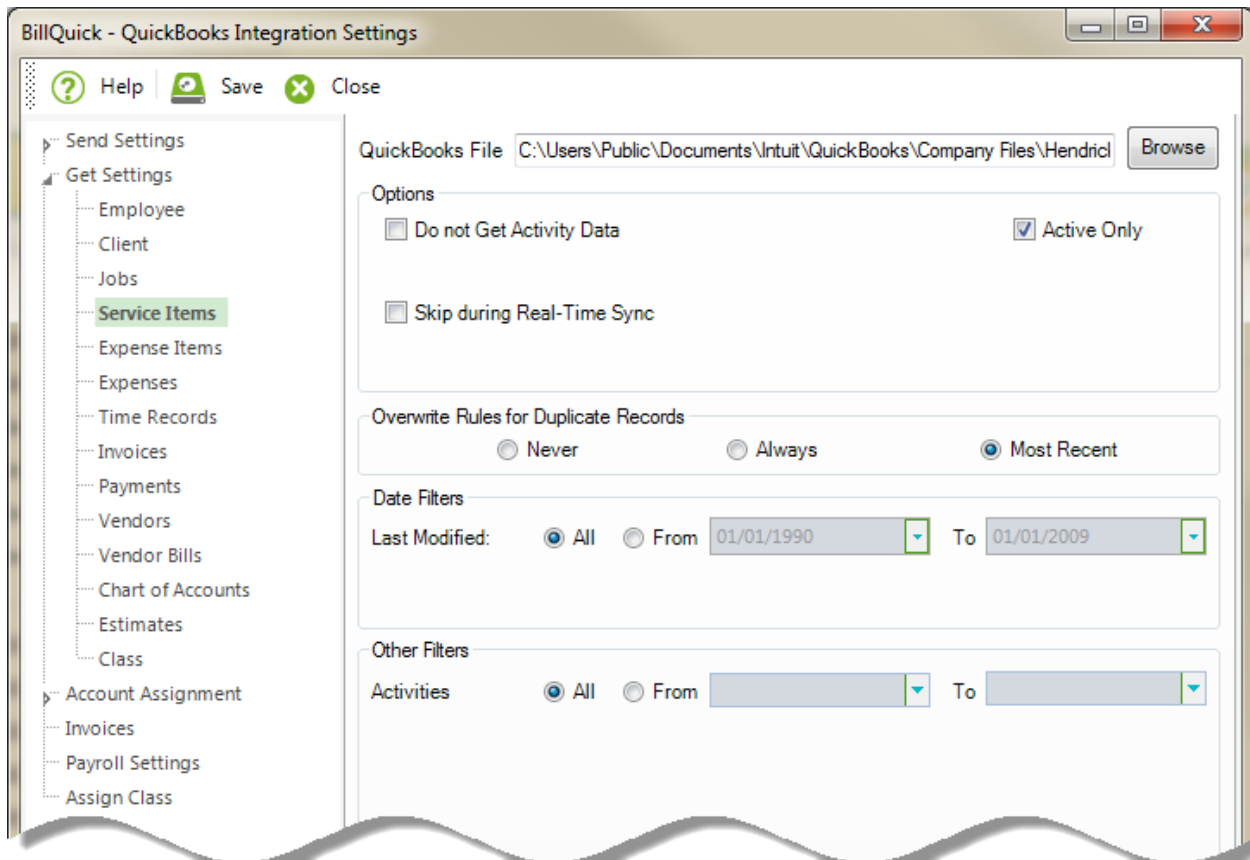 BillQuick - QuickBooks Integration Settings
Help Save Close
Send Settings
Get Settings
Employee
Client
Jobs
Service Items
Expense Items
Expenses
Time Records
Invoices
Payments
Vendors
Vendor Bills
Chart of Accounts
Estimates
Class
Account Assignment
Invoices
Payroll Settings
Assign Class
QuickBooks File C:\Users\Public\Documents\Intuit\QuickBooks\Company Files\Hendricl Browse
Options
Do not Get Activity Data Active Only
Skip during Real-Time Sync
Overwrite Rules for Duplicate Records
Never Always Most Recent
Date Filters
Last Modified: All From 01/01/1990 To 01/01/2009
Other Filters
Activities All From To